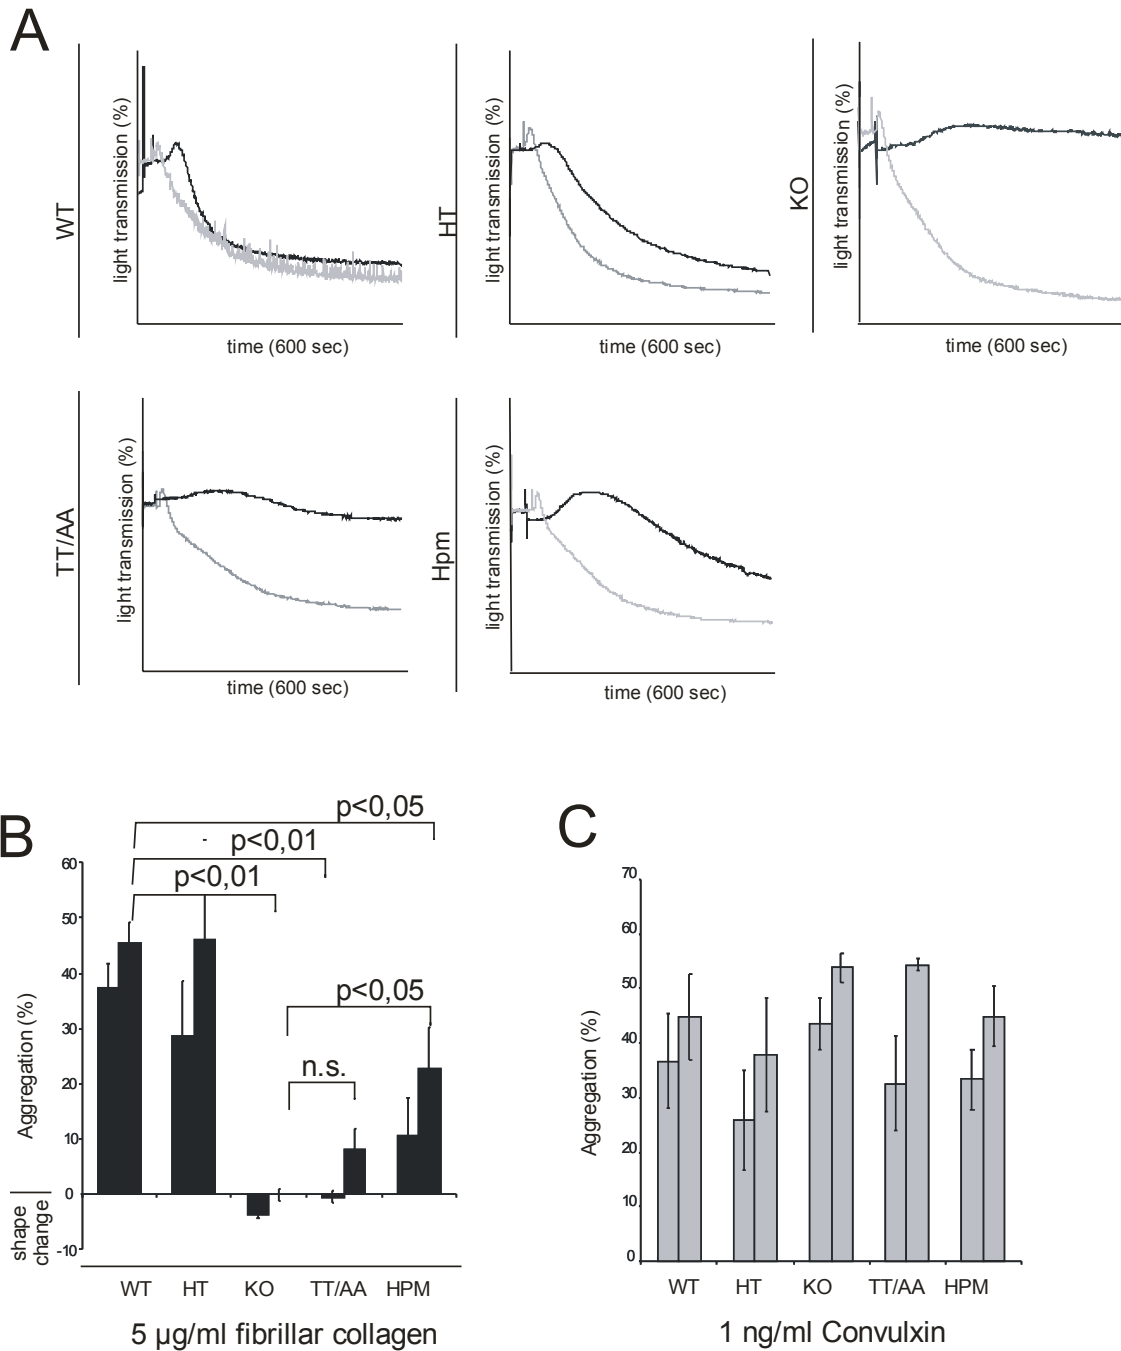 A
WT
light transmission (%)
time (600 sec)
HT
light transmission (%)
time (600 sec)
KO
light transmission (%)
time (600 sec)
TT/AA
light transmission (%)
time (600 sec)
Hpm
light transmission (%)
time (600 sec)
B
p<0,05
p<0,01
p<0,01
p<0,05
n.s.
Aggregation (%)
shape
change
60
50
40
30
20
10
0
-10
WT HT KO TT/AA HPM
5 µg/ml fibrillar collagen
C
Aggregation (%)
70
60
50
40
30
20
10
0
WT HT KO TT/AA HPM
1 ng/ml Convulxin